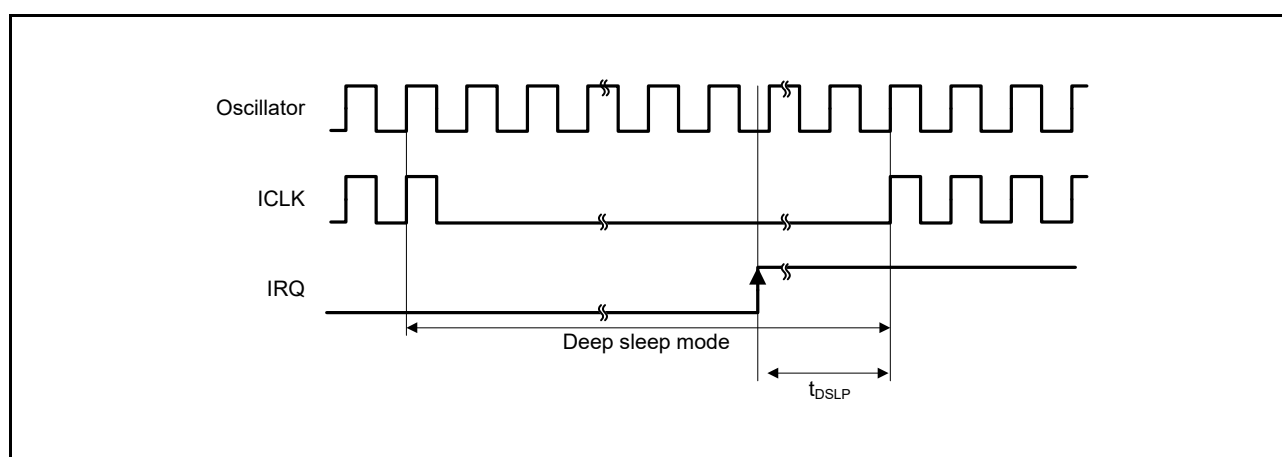 Oscillator
ICLK
IRQ
Deep sleep mode
tDSLP